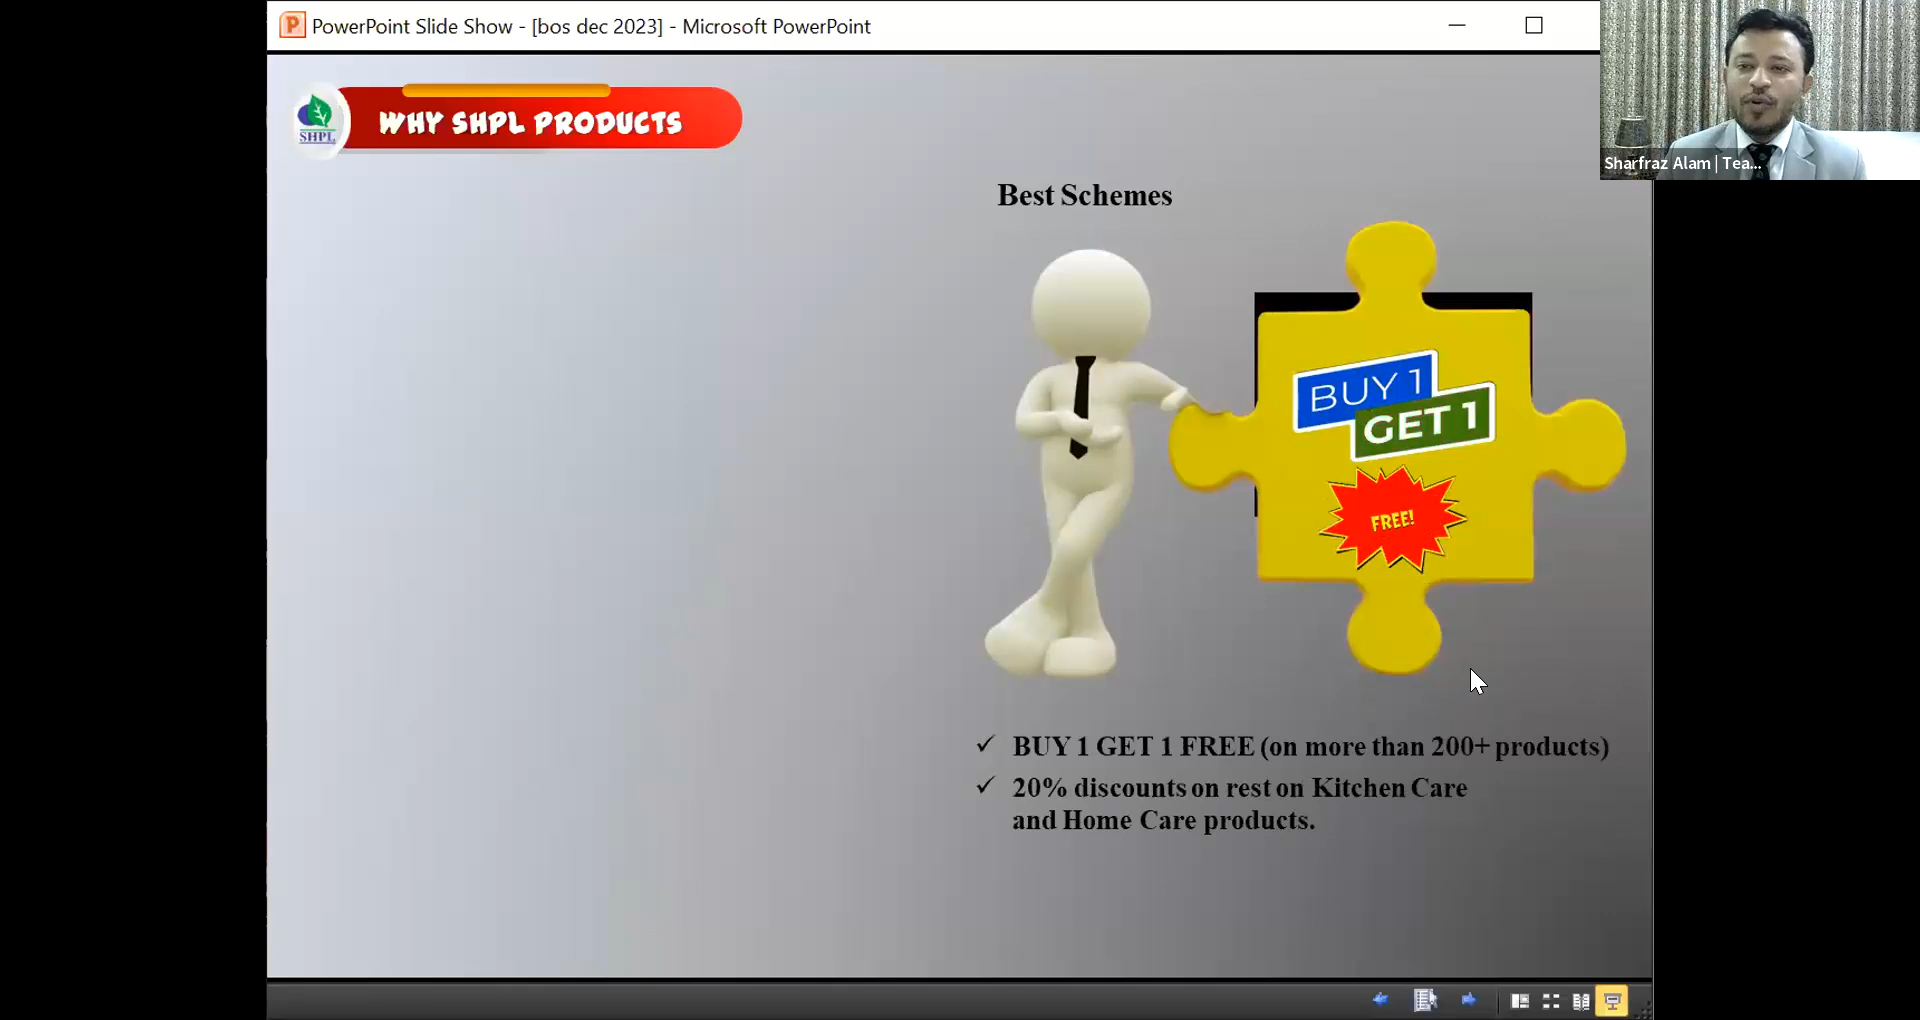 PowerPoint Slide Show - [bos dec 2023] - Microsoft PowerPoint
Sharfraz Alam | Tea...
SHPL
WHY SHPL PRODUCTS
Best Schemes
BUY 1
GET 1
FREE!
BUY 1 GET 1 FREE (on more than 200+ products)
20% discounts on rest on Kitchen Care
and Home Care products.